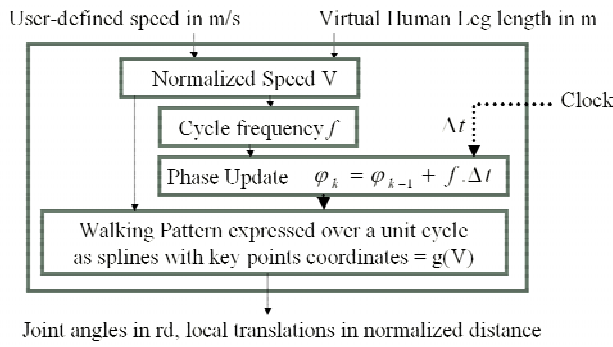 User-defined speed in m/s
Virtual Human Leg length in m
Normalized Speed V
Clock
Cycle frequency f
Δt
Phase Update φ_k = φ_{k-1} + f.Δt
Walking Pattern expressed over a unit cycle
as splines with key points coordinates = g(V)
Joint angles in rd, local translations in normalized distance